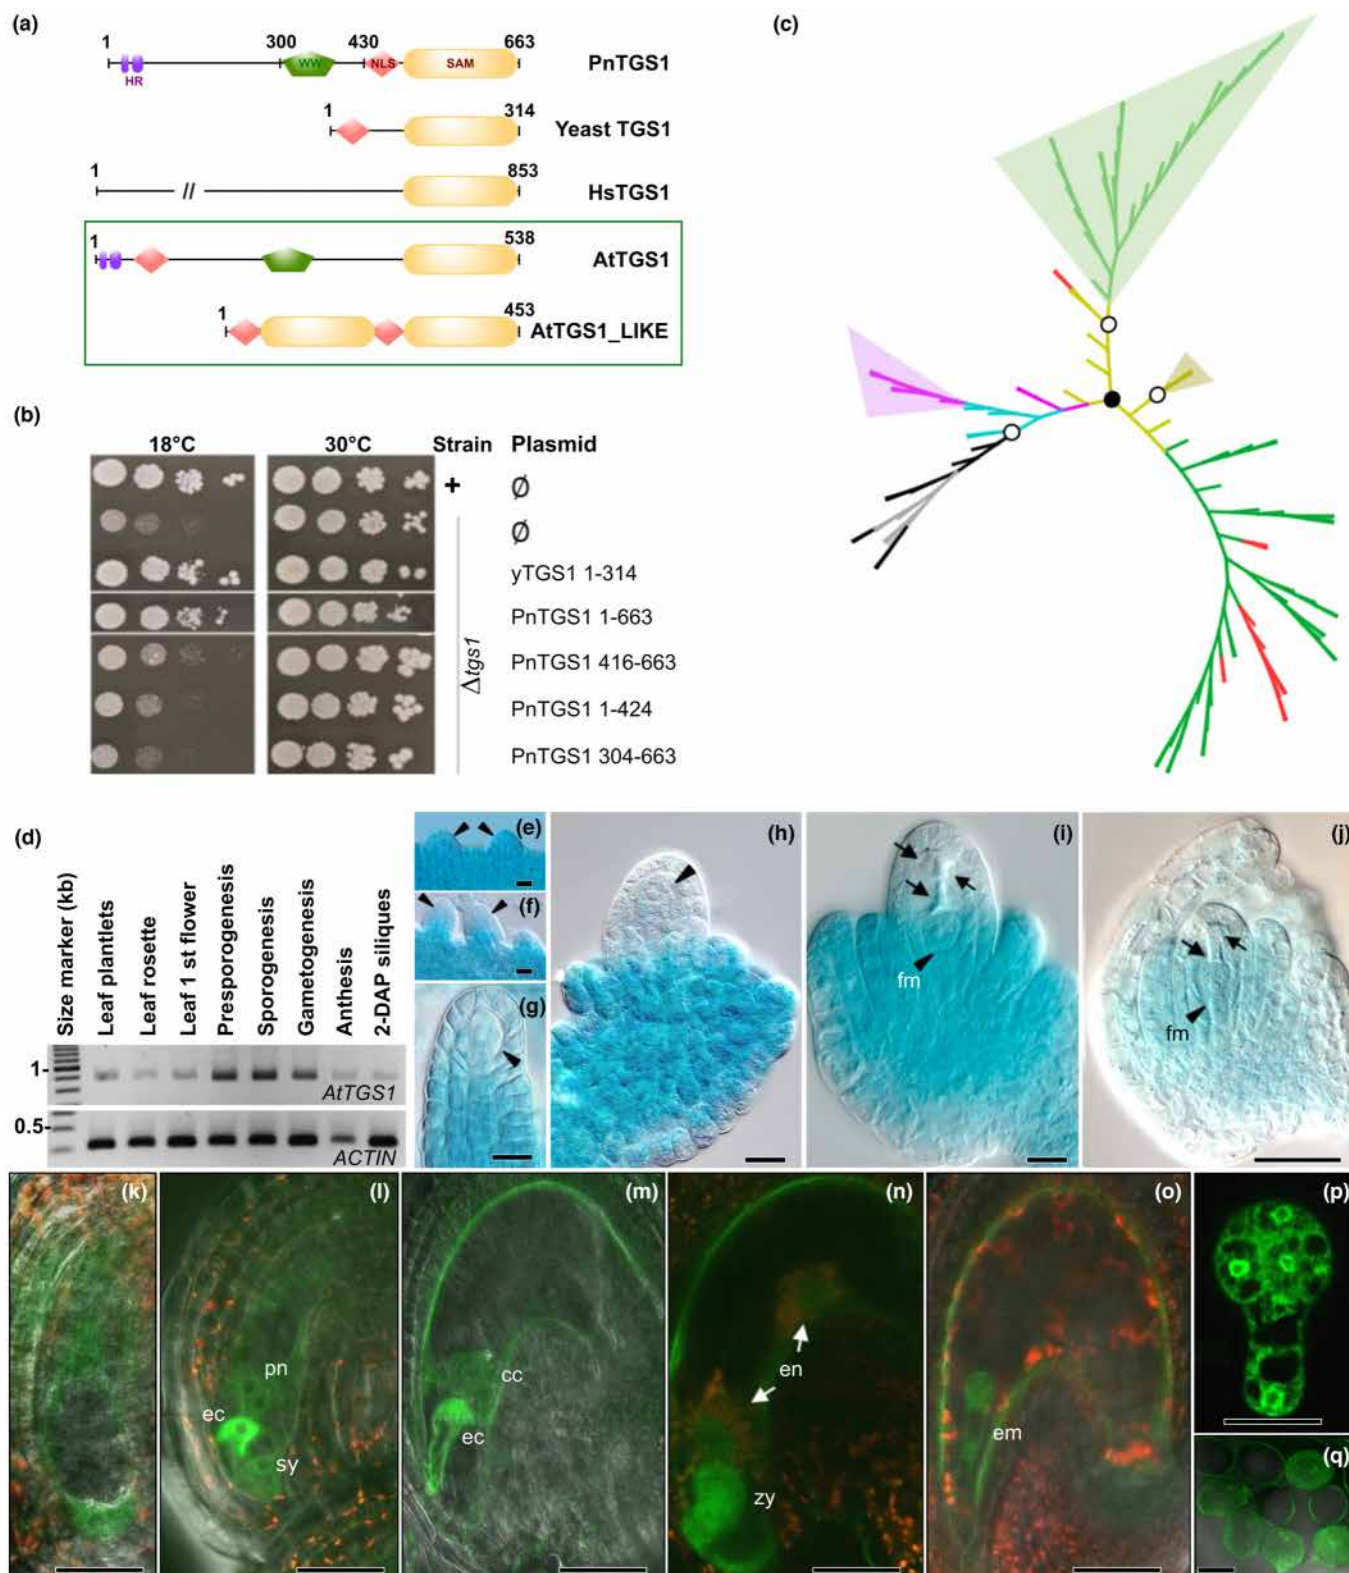 (a)
1 300 430 663
HR WW NLS SAM PnTGS1
1 314
Yeast TGS1
1 853
// HsTGS1
1 538
AtTGS1
1 453
AtTGS1_LIKE
(b)
18°C 30°C Strain Plasmid
+ Ø
Ø
yTGS1 1-314
PnTGS1 1-663
PnTGS1 416-663
PnTGS1 1-424
PnTGS1 304-663
Δtgs1
(c)
(d)
Size marker (kb)
Leaf plantlets
Leaf rosette
Leaf 1 st flower
Presporogenesis
Sporogenesis
Gametogenesis
Anthesis
2-DAP siliques
1-
AtTGS1
0.5-
ACTIN
(e)
(f)
(g)
(h)
(i)
fm
(j)
fm
(k)
(l)
pn
ec
sy
(m)
cc
ec
(n)
en
zy
(o)
em
(p)
(q)